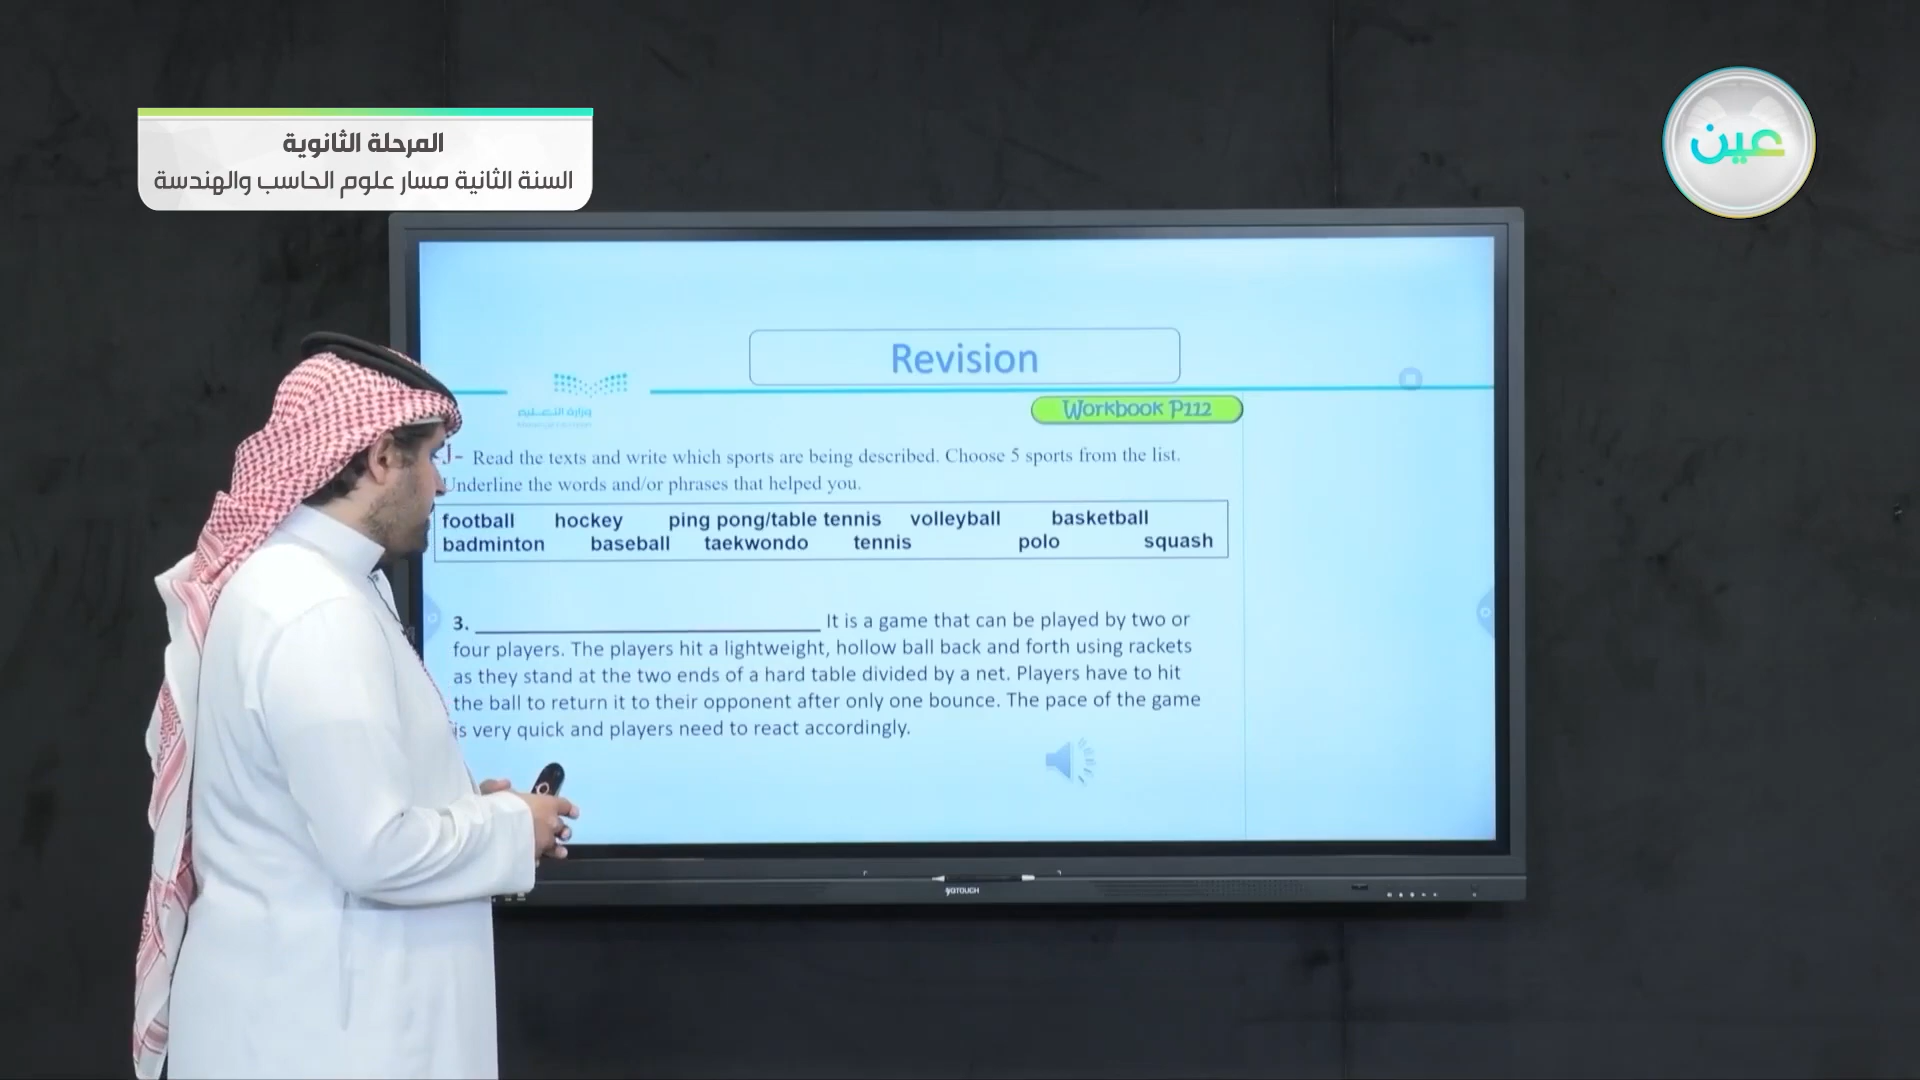 المرحلة الثانوية
السنة الثانية مسار علوم الحاسب والهندسة
عين
Revision
وزارة التعليم
Workbook P112
J- Read the texts and write which sports are being described. Choose 5 sports from the list.
Underline the words and/or phrases that helped you.
football hockey ping pong/table tennis volleyball basketball
badminton baseball taekwondo tennis polo squash
3. ______________________________ It is a game that can be played by two or
four players. The players hit a lightweight, hollow ball back and forth using rackets
as they stand at the two ends of a hard table divided by a net. Players have to hit
the ball to return it to their opponent after only one bounce. The pace of the game
is very quick and players need to react accordingly.